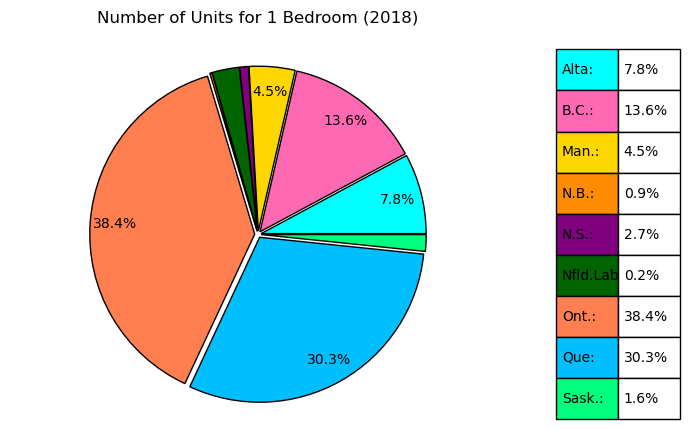 Number of Units for 1 Bedroom (2018)
4.5%
13.6%
7.8%
38.4%
30.3%
Alta: 7.8%
B.C.: 13.6%
Man.: 4.5%
N.B.: 0.9%
N.S.: 2.7%
Nfld.Lab 0.2%
Ont.: 38.4%
Que: 30.3%
Sask.: 1.6%